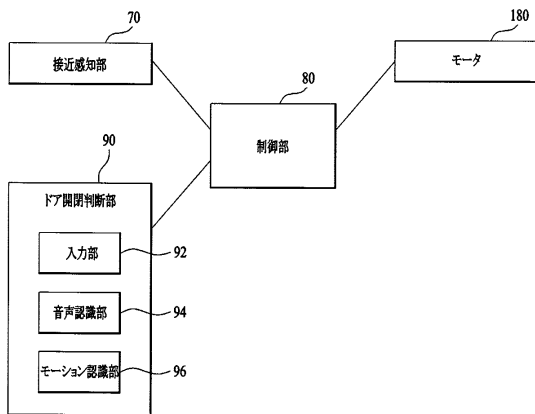 70
接近感知部
180
モータ
80
制御部
90
ドア開閉判断部
入力部
92
音声認識部
94
モーション認識部
96